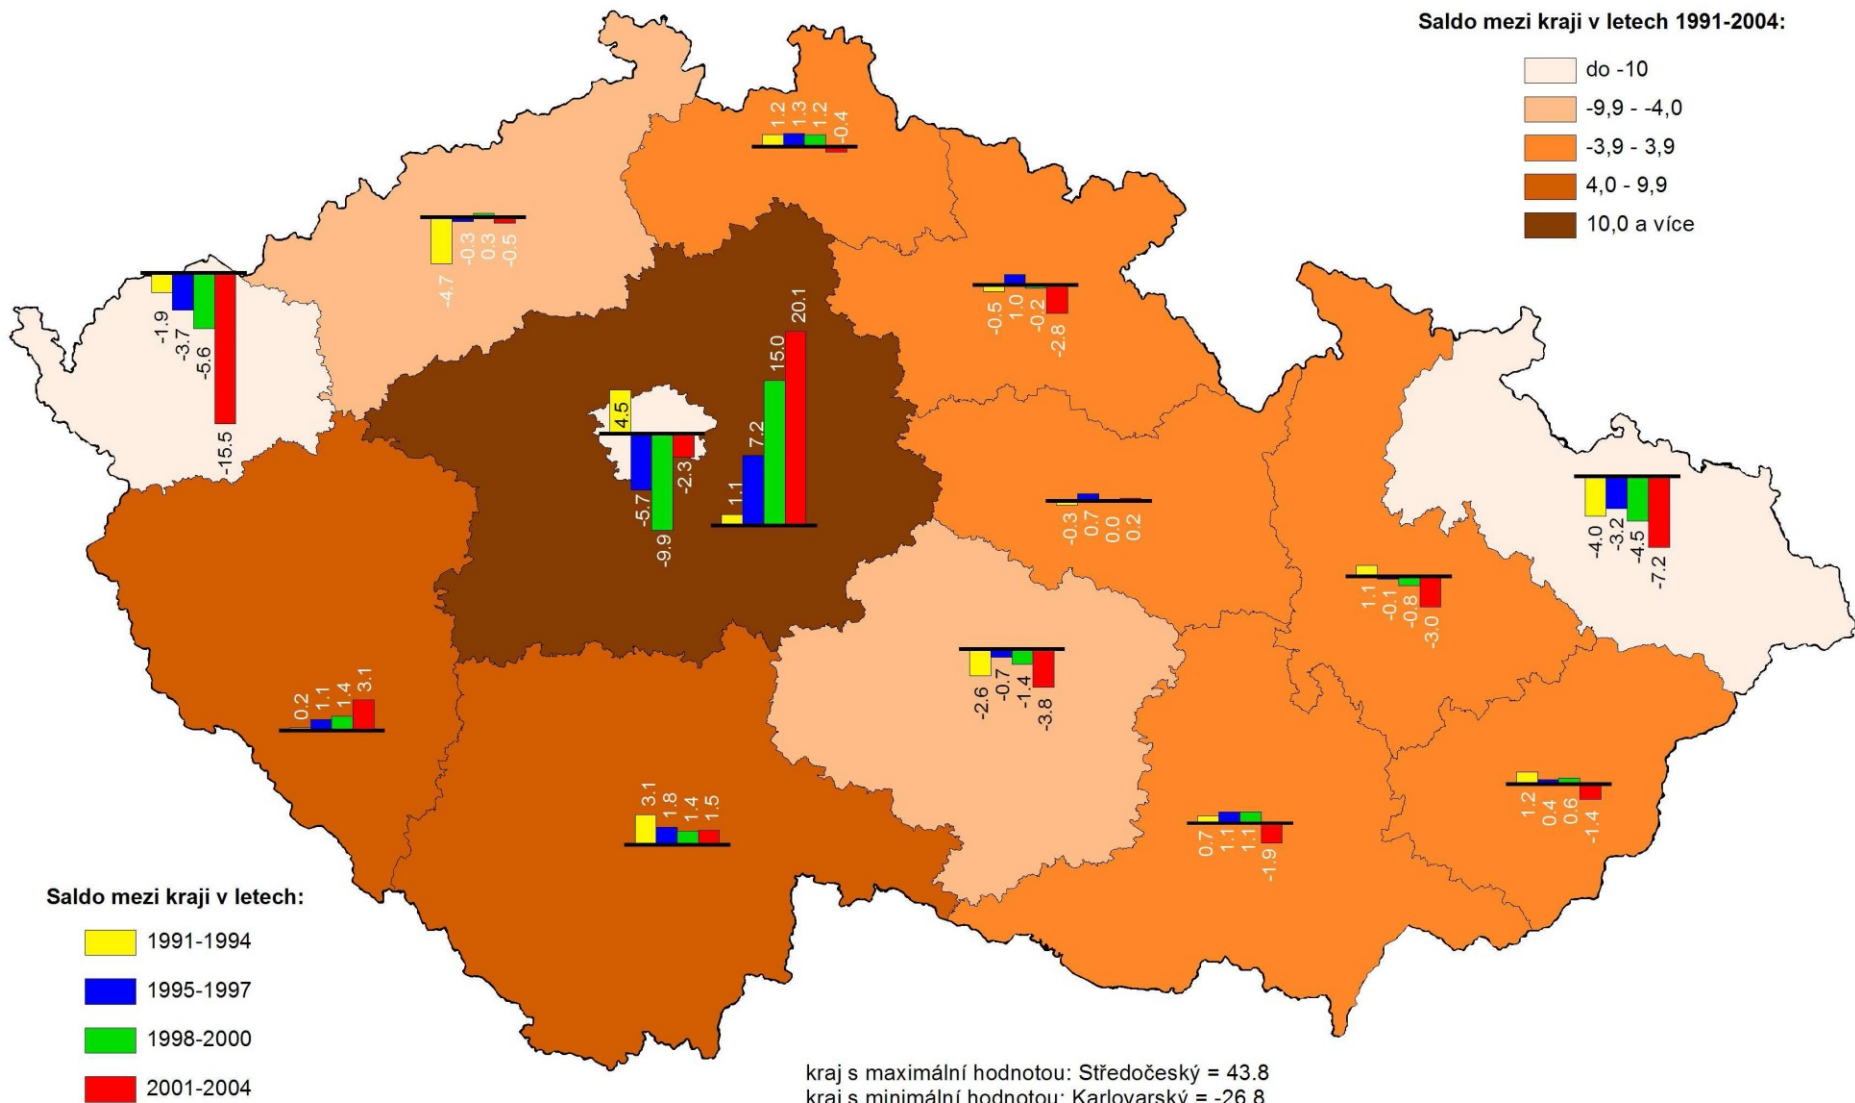 Saldo mezi kraji v letech 1991-2004:
do -10
-9,9 - -4,0
-3,9 - 3,9
4,0 - 9,9
10,0 a více
1.2 1.3 1.2 -0.4
-4.7 -0.3 0.3 -0.5
-1.9 -3.7 -5.6 -15.5
-0.5 1.0 -0.2 -2.8
4.5 -5.7 -9.9 -2.3
1.1 7.2 15.0 20.1
-0.3 0.7 0.0 0.2
-4.0 -3.2 -4.5 -7.2
1.1 -0.1 -0.8 -3.0
-2.6 -0.7 -1.4 -3.8
0.2 1.1 1.4 3.1
3.1 1.8 1.4 1.5
0.7 1.1 1.1 -1.9
1.2 0.4 0.6 -1.4
Saldo mezi kraji v letech:
1991-1994
1995-1997
1998-2000
2001-2004
kraj s maximální hodnotou: Středočeský = 43.8
kraj s minimální hodnotou: Karlovarský = -26.8